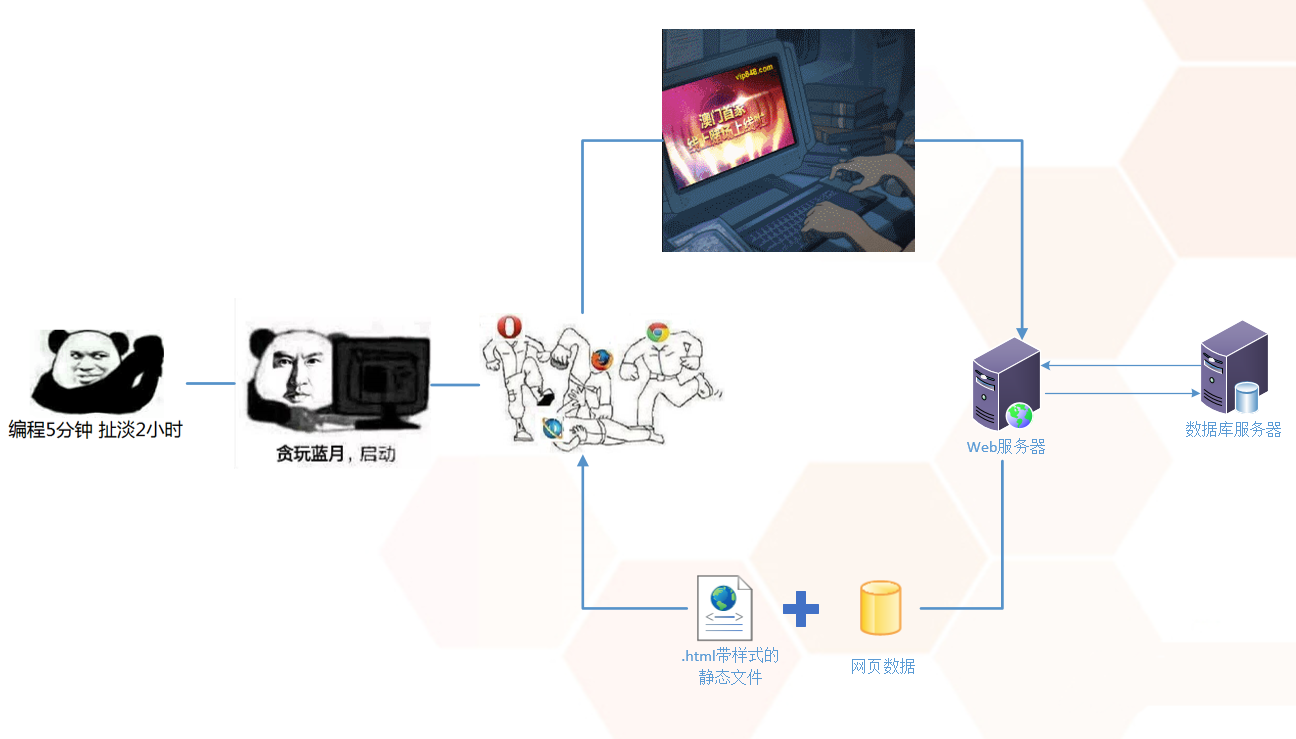 vip848.com
澳门首家
线上赌场上线啦
编程5分钟 扯淡2小时
贪玩蓝月，启动
Web服务器
数据库服务器
.html带样式的
静态文件
网页数据